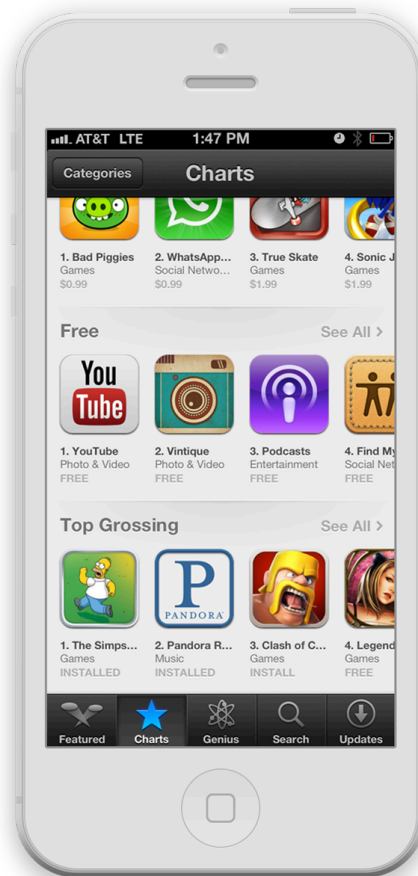 AT&T LTE 1:47 PM
Categories
Charts
1. Bad Piggies
Games
$0.99
2. WhatsApp...
Social Netwo...
$0.99
3. True Skate
Games
$1.99
4. Sonic J
Games
$1.99
Free
See All >
You
Tube
1. YouTube
Photo & Video
FREE
2. Vintique
Photo & Video
FREE
3. Podcasts
Entertainment
FREE
4. Find My
Social Net
FREE
Top Grossing
See All >
1. The Simps...
Games
INSTALLED
P
PANDORA
2. Pandora R...
Music
INSTALLED
3. Clash of C...
Games
INSTALL
4. Legend
Games
FREE
Featured
Charts
Genius
Search
Updates